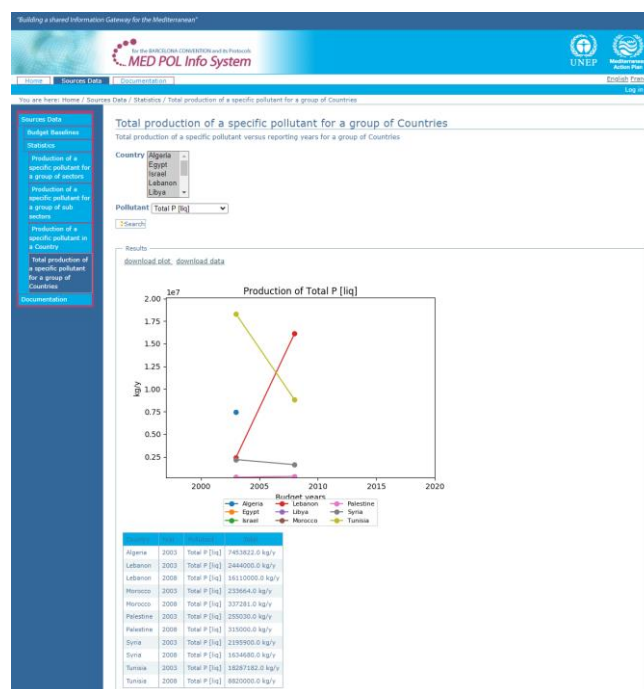 "Building a shared Information Gateway for the Mediterranean"
for the BARCELONA CONVENTION and its Protocols
MED POL Info System
UNEP
Mediterranean
Action Plan
Home
Sources Data
Documentation
English
Log in
You are here: Home / Sources Data / Statistics / Total production of a specific pollutant for a group of Countries
Sources Data
Budget Baselines
Statistics
Production of a
specific pollutant for
a group of sectors
Production of a
specific pollutant for
a group of sub
sectors
Production of a
specific pollutant in
a Country
Total production of
a specific pollutant
for a group of
Countries
Documentation
Total production of a specific pollutant for a group of Countries
Total production of a specific pollutant versus reporting years for a group of Countries
Country
Algeria
Egypt
Israel
Lebanon
Libya
Pollutant Total P [liq]
Search
Results
download plot download data
Production of Total P [liq]
1e7
2.00
1.75
1.50
1.25
1.00
0.75
0.50
0.25
kg/y
2000 2005 2010 2015 2020
Budget years
Algeria Lebanon Palestine
Egypt Libya Syria
Israel Morocco Tunisia
Country Year Pollutant Total
Algeria 2003 Total P [liq] 7453822.0 kg/y
Lebanon 2003 Total P [liq] 2444000.0 kg/y
Lebanon 2008 Total P [liq] 16110000.0 kg/y
Morocco 2003 Total P [liq] 233664.0 kg/y
Morocco 2008 Total P [liq] 337281.0 kg/y
Palestine 2003 Total P [liq] 255030.0 kg/y
Palestine 2008 Total P [liq] 315000.0 kg/y
Syria 2003 Total P [liq] 2195900.0 kg/y
Syria 2008 Total P [liq] 1634680.0 kg/y
Tunisia 2003 Total P [liq] 18287182.0 kg/y
Tunisia 2008 Total P [liq] 8820000.0 kg/y